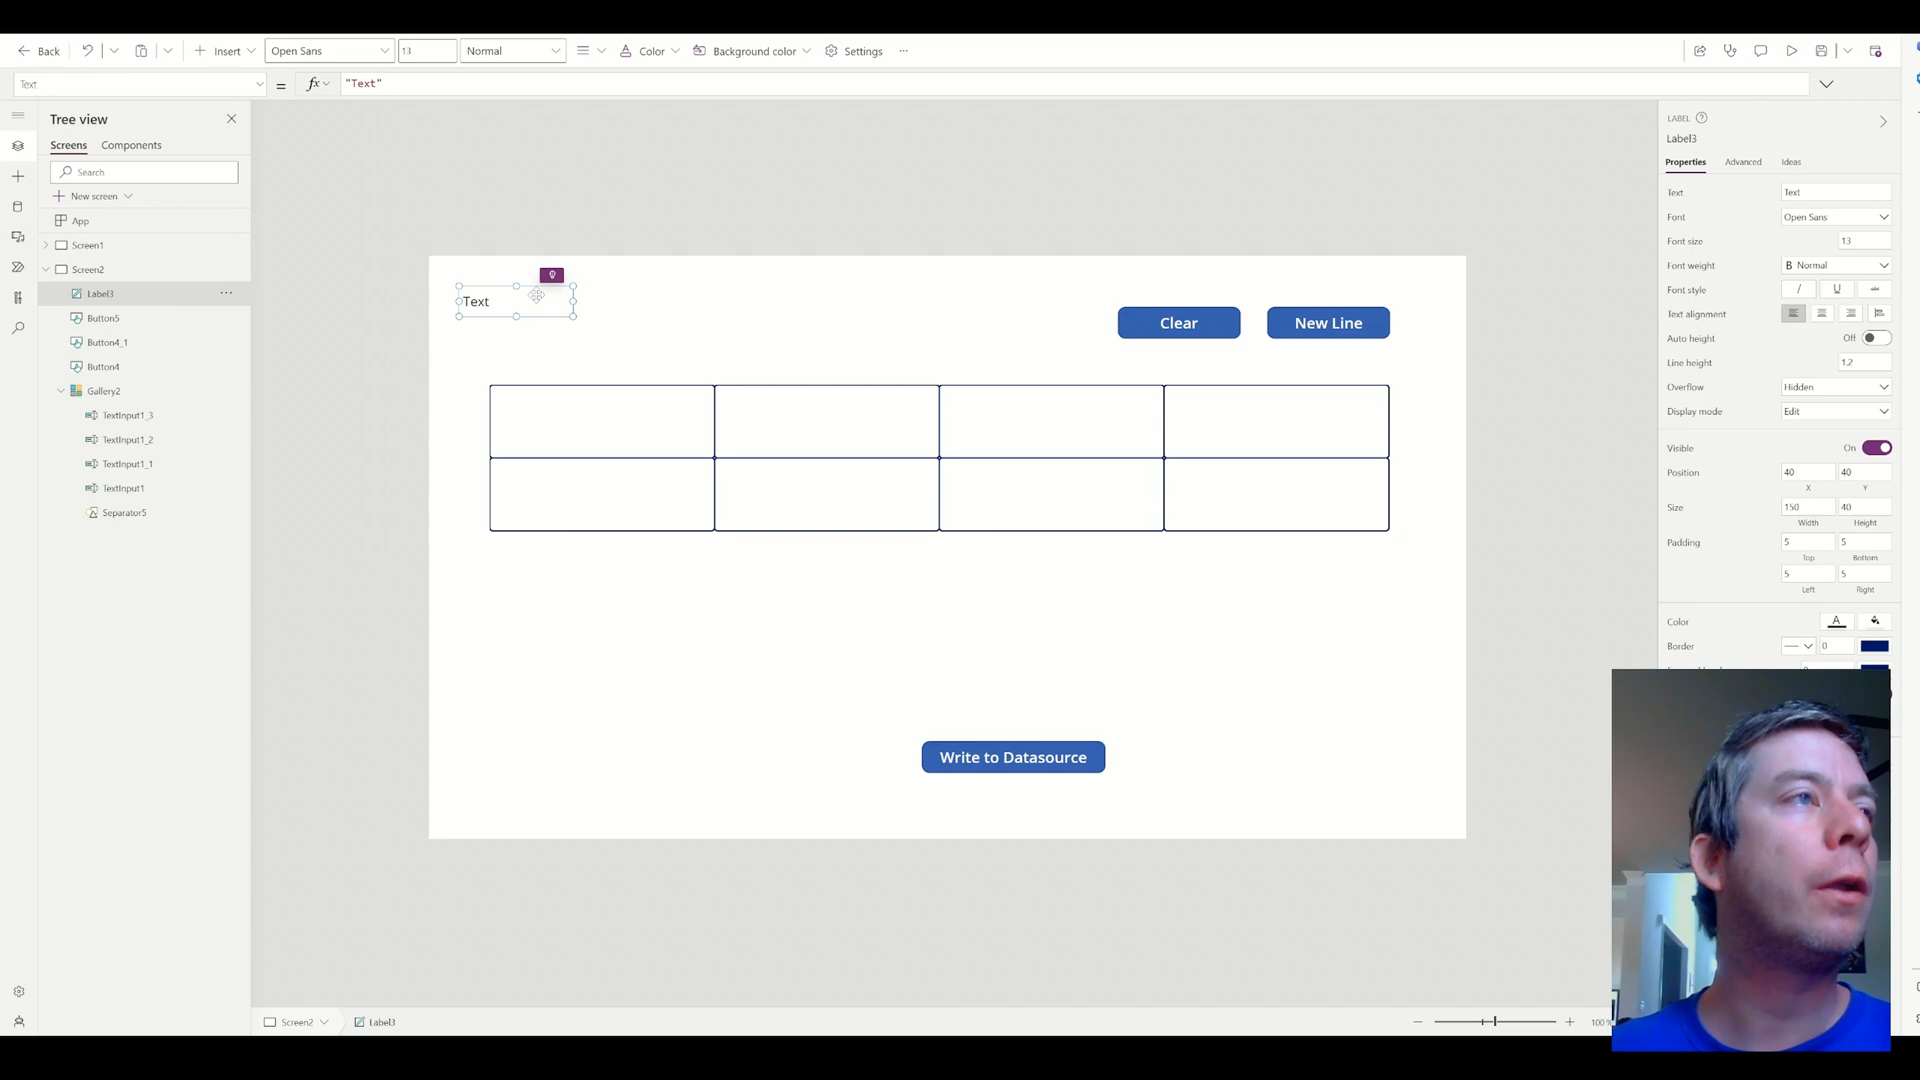 Back
Insert
Open Sans
13
Normal
Color
Background color
Settings
Text
=
fx
"Text"
Tree view
Screens
Components
Search
New screen
App
Screen1
Screen2
Label3
Button5
Button4_1
Button4
Gallery2
TextInput1_3
TextInput1_2
TextInput1_1
TextInput1
Separator5
Text
Clear
New Line
Write to Datasource
LABEL
Label3
Properties
Advanced
Ideas
Text
Text
Font
Open Sans
Font size
13
Font weight
B Normal
Font style
Text alignment
Auto height
Off
Line height
1.2
Overflow
Hidden
Display mode
Edit
Visible
On
Position
40
40
X
Y
Size
150
40
Width
Height
Padding
5
5
Top
Bottom
5
5
Left
Right
Color
Border
0
Screen2
Label3
100